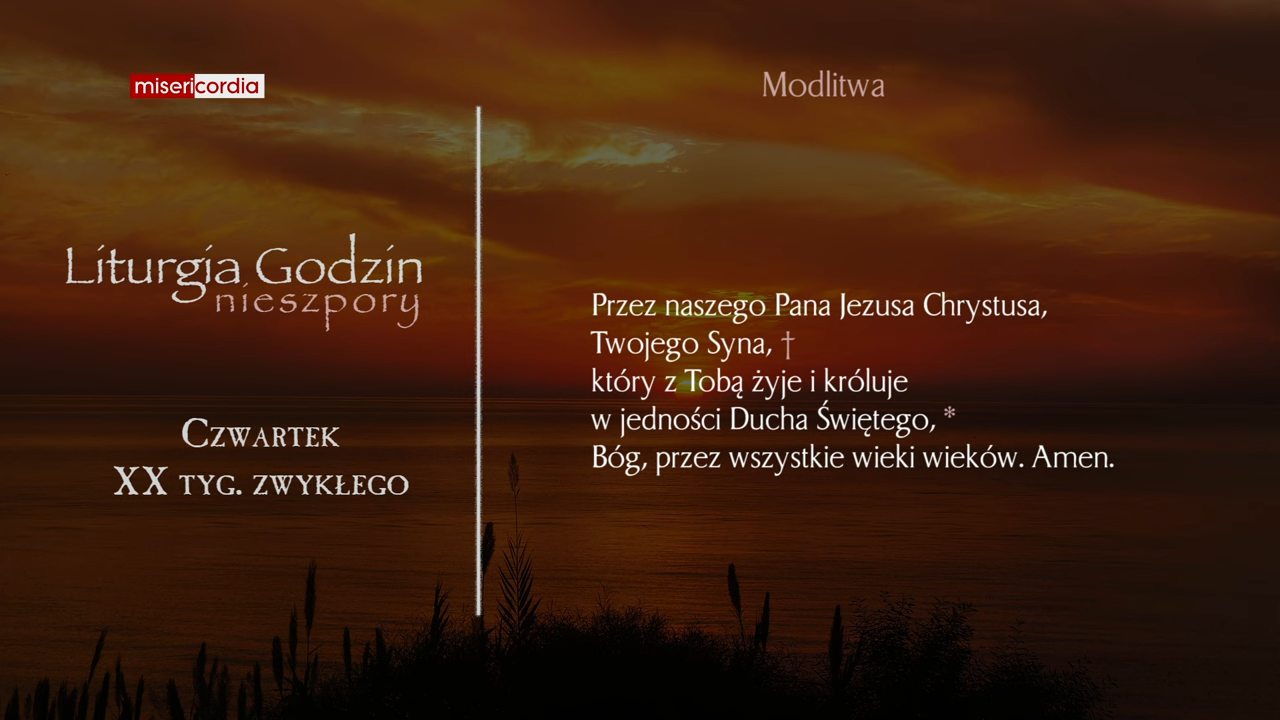 misericordia
Modlitwa
Liturgia Godzin
nieszpory
Czwartek
XX tyg. zwykłego
Przez naszego Pana Jezusa Chrystusa,
Twojego Syna, †
który z Tobą żyje i króluje
w jedności Ducha Świętego, *
Bóg, przez wszystkie wieki wieków. Amen.